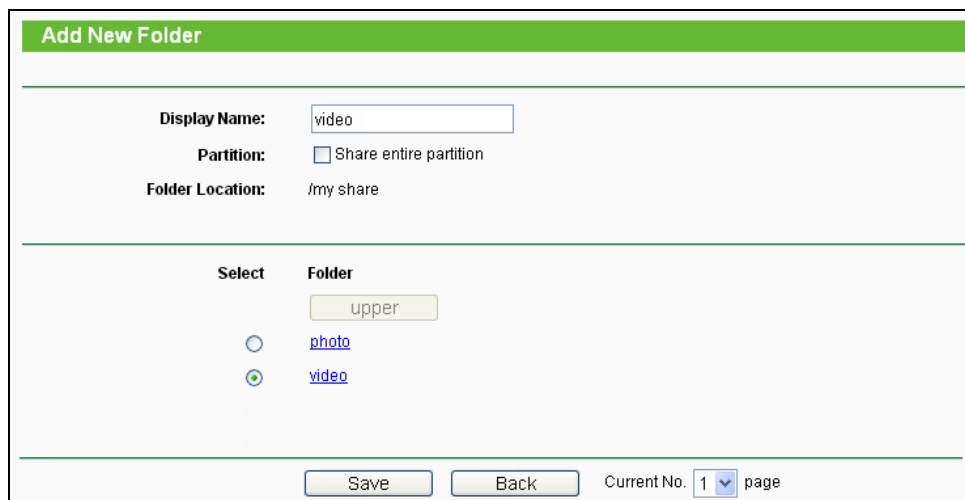 Add New Folder
Display Name: video
Partition: Share entire partition
Folder Location: /my share
Select Folder
upper
photo
video
Save Back Current No. 1 page